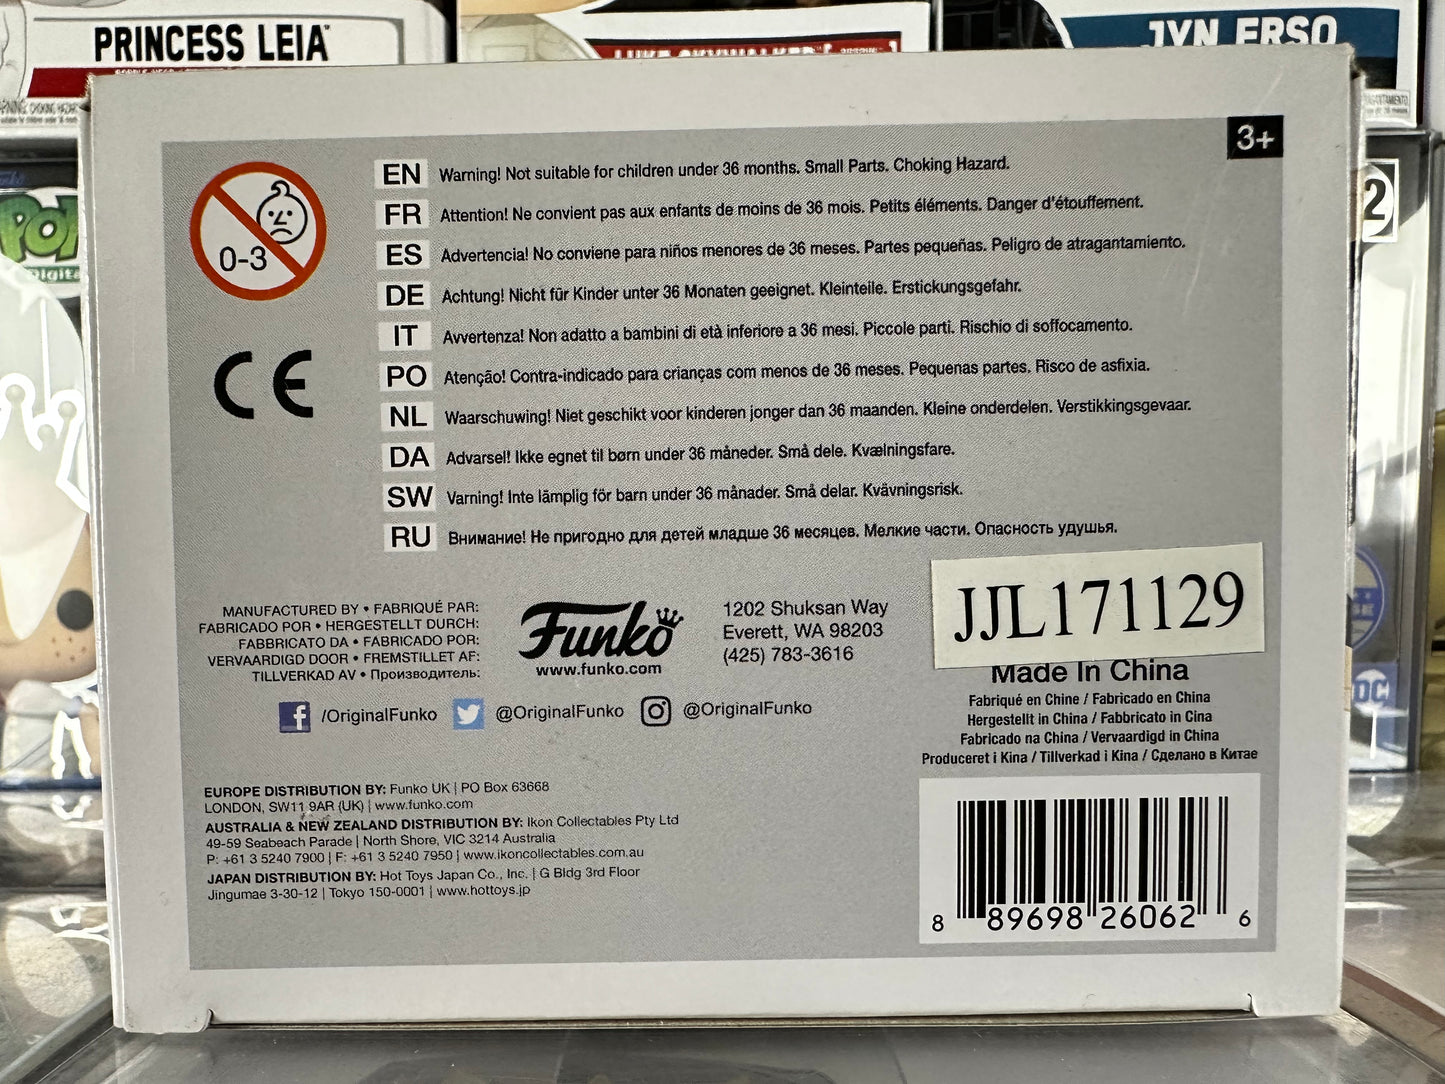 PRINCESS LEIA
LUKE SKYWALKER
JYN ERSO
POP
Digital
2
3+
0-3
EN Warning! Not suitable for children under 36 months. Small Parts. Choking Hazard.
FR Attention! Ne convient pas aux enfants de moins de 36 mois. Petits éléments. Danger d'étouffement.
ES Advertencia! No conviene para niños menores de 36 meses. Partes pequeñas. Peligro de atragantamiento.
DE Achtung! Nicht für Kinder unter 36 Monaten geeignet. Kleinteile. Erstickungsgefahr.
IT Avvertenza! Non adatto a bambini di età inferiore a 36 mesi. Piccole parti. Rischio di soffocamento.
PO Atenção! Contra-indicado para crianças com menos de 36 meses. Pequenas partes. Risco de asfixia.
NL Waarschuwing! Niet geschikt voor kinderen jonger dan 36 maanden. Kleine onderdelen. Verstikkingsgevaar.
DA Advarsel! Ikke egnet til børn under 36 måneder. Små dele. Kvælningsfare.
SW Varning! Inte lämplig för barn under 36 månader. Små delar. Kvävningsrisk.
RU Внимание! Не пригодно для детей младше 36 месяцев. Мелкие части. Опасность удушья.
CE
MANUFACTURED BY • FABRIQUÉ PAR:
FABRICADO POR • HERGESTELLT DURCH:
FABBRICATO DA • FABRICADO POR:
VERVAARDIGD DOOR • FREMSTILLET AF:
TILLVERKAD AV • Производитель:
Funko
www.funko.com
1202 Shuksan Way
Everett, WA 98203
(425) 783-3616
JJL171129
Made In China
Fabriqué en Chine / Fabricado en China
Hergestellt in China / Fabbricato in Cina
Fabricado na China / Vervaardigd in China
Produceret i Kina / Tillverkad i Kina / Сделано в Китае
/OriginalFunko @OriginalFunko @OriginalFunko
EUROPE DISTRIBUTION BY: Funko UK | PO Box 63668
LONDON, SW11 9AR (UK) | www.funko.com
AUSTRALIA & NEW ZEALAND DISTRIBUTION BY: Ikon Collectables Pty Ltd
49-59 Seabeach Parade | North Shore, VIC 3214 Australia
P: +61 3 5240 7900 | F: +61 3 5240 7950 | www.ikoncollectables.com.au
JAPAN DISTRIBUTION BY: Hot Toys Japan Co., Inc. | G Bldg 3rd Floor
Jingumae 3-30-12 | Tokyo 150-0001 | www.hottoys.jp
8 89698 26062 6
DC